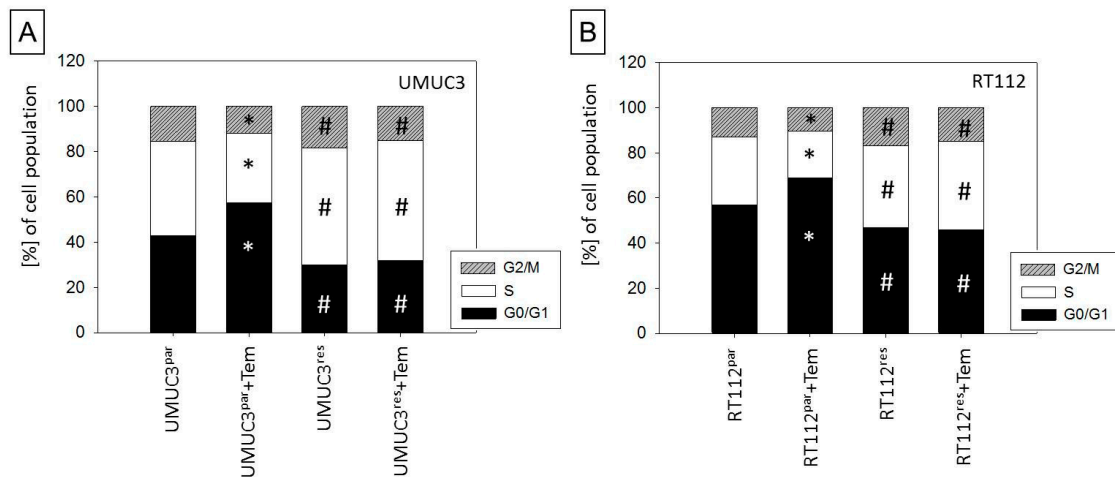 A
120
100
80
60
40
20
0
[%] of cell population
UMUC3
* # #
* # #
* # #
G2/M
S
G0/G1
UMUC3par
UMUC3par+Tem
UMUC3res
UMUC3res+Tem
B
120
100
80
60
40
20
0
[%] of cell population
RT112
* # #
* # #
* # #
G2/M
S
G0/G1
RT112par
RT112par+Tem
RT112res
RT112res+Tem